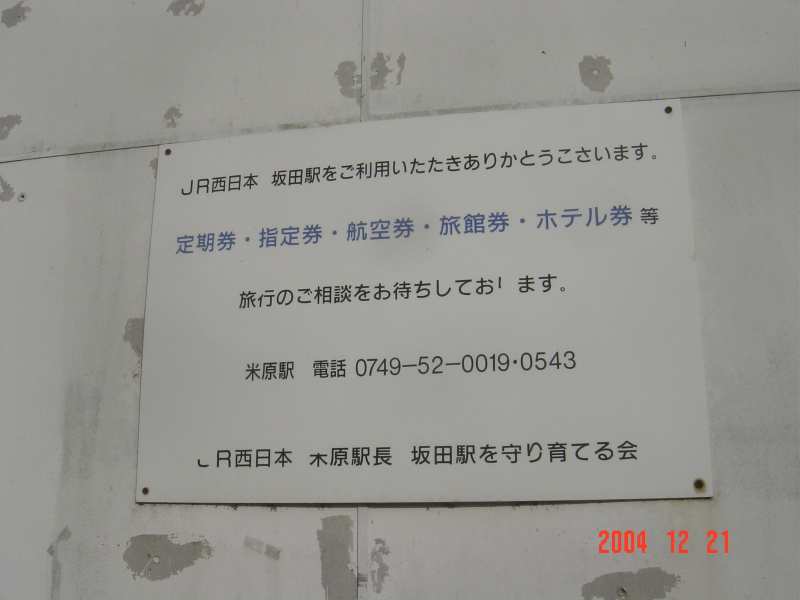 JR西日本 坂田駅をご利用いたたきありかとうこさいます。
定期券・指定券・航空券・旅館券・ホテル券 等
旅行のご相談をお待ちしており ます。
米原駅 電話 0749-52-0019・0543
JR西日本 米原駅長 坂田駅を守り育てる会
2004 12 21